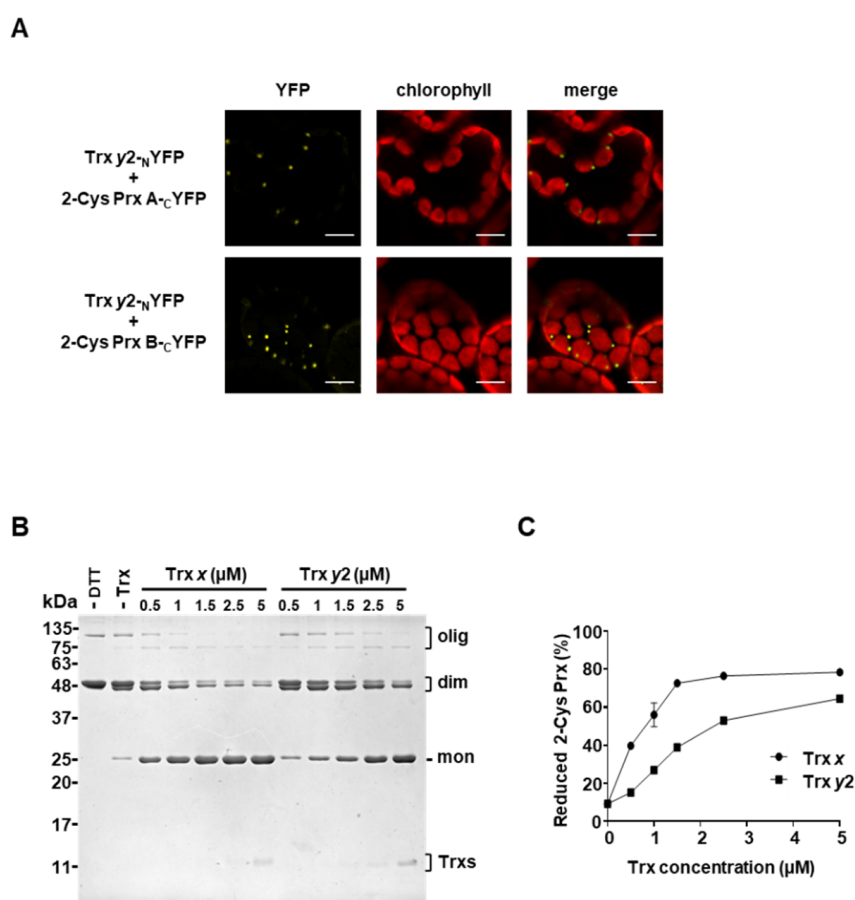 A
YFP chlorophyll merge
Trx y2-NYFP
+
2-Cys Prx A-CYFP
Trx y2-NYFP
+
2-Cys Prx B-CYFP
B
- DTT
- Trx
Trx x (μM) Trx y2 (μM)
kDa 0.5 1 1.5 2.5 5 0.5 1 1.5 2.5 5
135- olig
75-
63-
48- dim
37-
25- - mon
20-
17-
11- Trxs
C
Reduced 2-Cys Prx (%)
100
80
60
40
20
0
0 1 2 3 4 5
Trx x
Trx y2
Trx concentration (μM)